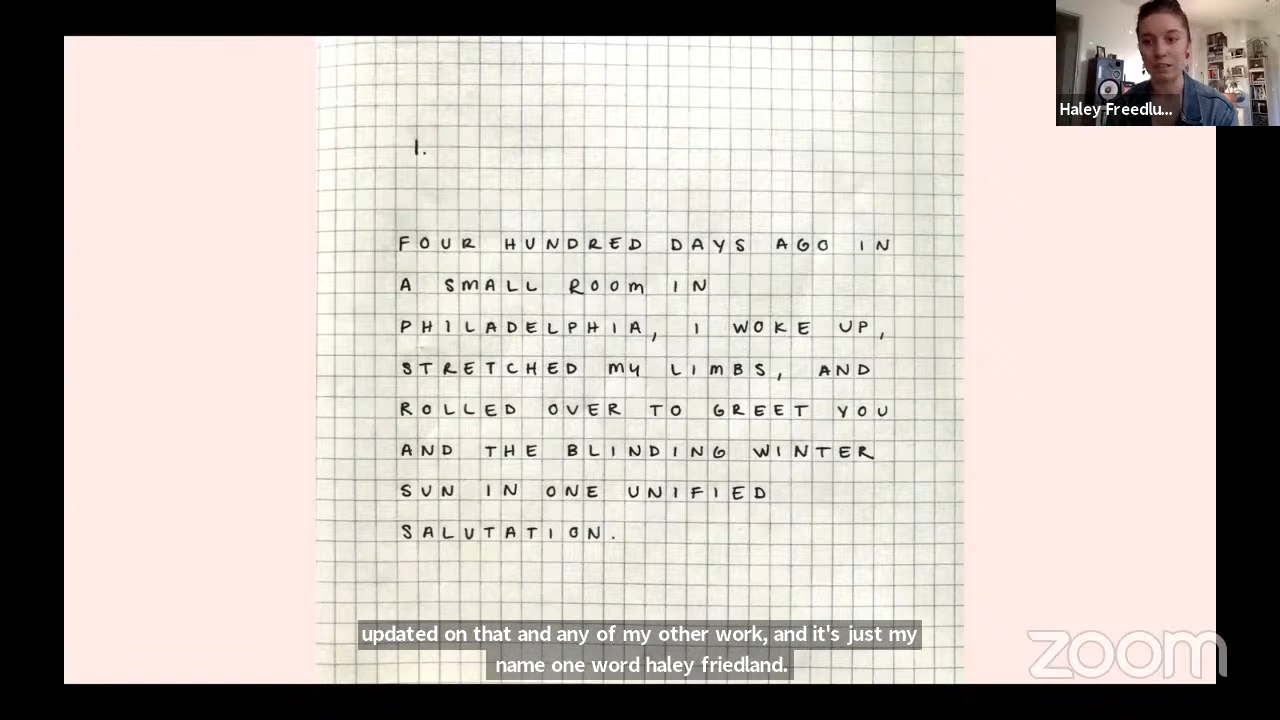 Haley Freedlu...
1.
FOUR HUNDRED DAYS AGO IN
A SMALL ROOM IN
PHILADELPHIA, I WOKE UP,
STRETCHED MY LIMBS, AND
ROLLED OVER TO GREET YOU
AND THE BLINDING WINTER
SUN IN ONE UNIFIED
SALUTATION.
updated on that and any of my other work, and it's just my
name one word haley friedland.
zoom